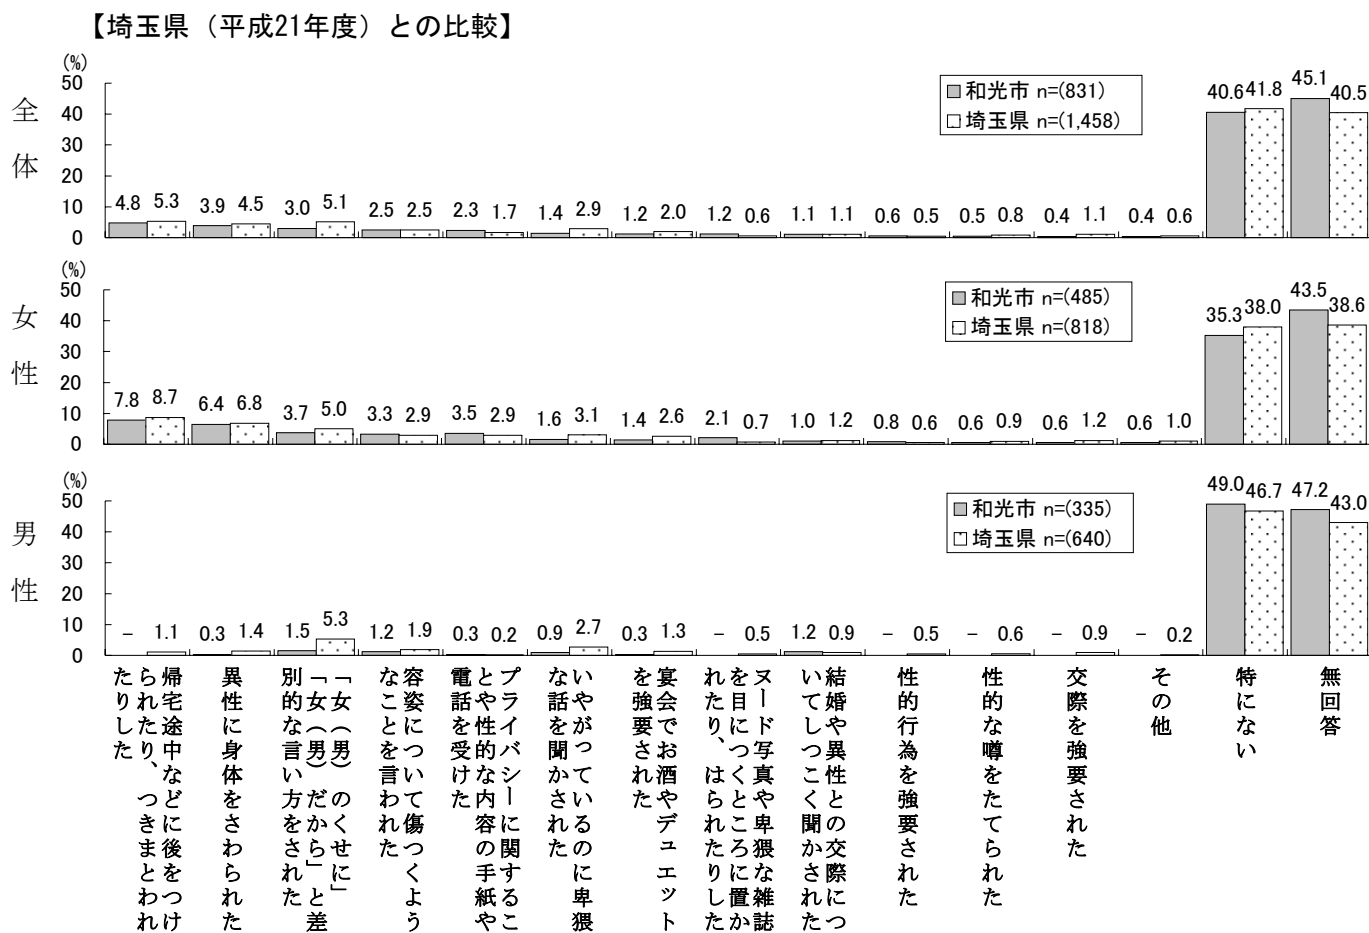 【埼玉県（平成21年度）との比較】
全体
(%)
50
40
30
20
10
0
和光市 n=(831)
埼玉県 n=(1,458)
4.8 5.3 3.9 4.5 3.0 5.1 2.5 2.5 2.3 1.7 1.4 2.9 1.2 2.0 1.2 0.6 1.1 1.1 0.6 0.5 0.5 0.8 0.4 1.1 0.4 0.6 40.6 41.8 45.1 40.5
女性
(%)
50
40
30
20
10
0
和光市 n=(485)
埼玉県 n=(818)
7.8 8.7 6.4 6.8 3.7 5.0 3.3 2.9 3.5 2.9 1.6 3.1 1.4 2.6 2.1 0.7 1.0 1.2 0.8 0.6 0.6 0.9 0.6 1.2 0.6 1.0 35.3 38.0 43.5 38.6
男性
(%)
50
40
30
20
10
0
和光市 n=(335)
埼玉県 n=(640)
– 1.1 0.3 1.4 1.5 5.3 1.2 1.9 0.3 0.2 0.9 2.7 0.3 1.3 – 0.5 1.2 0.9 – 0.5 – 0.6 – 0.9 – 0.2 49.0 46.7 47.2 43.0
帰宅途中などに後をつけ
られたり、つきまとわれ
たりした
異性に身体をさわられた
「女（男）のくせに」
「女（男）だから」と差
別的な言い方をされた
容姿について傷つくよう
なことを言われた
プライバシーに関するこ
とや性的な内容の手紙や
電話を受けた
いやがっているのに卑猥
な話を聞かされた
宴会でお酒やデュエット
を強要された
ヌード写真や卑猥な雑誌
を目につくところに置か
れたり、はられたりした
結婚や異性との交際につ
いてしつこく聞かされた
性的行為を強要された
性的な噂をたてられた
交際を強要された
その他
特にない
無回答